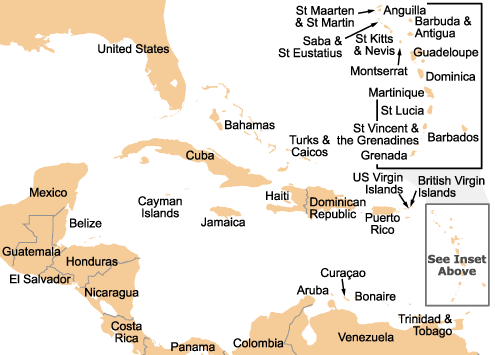 St Maarten
& St Martin
Anguilla
Barbuda &
Antigua
Saba &
St Eustatius
St Kitts
& Nevis
Guadeloupe
Montserrat
Dominica
Martinique
St Lucia
St Vincent &
the Grenadines
Barbados
Grenada
United States
Bahamas
Turks &
Caicos
Cuba
US Virgin
Islands
British Virgin
Islands
Mexico
Cayman
Islands
Haiti
Dominican
Republic
Puerto
Rico
Jamaica
Belize
See Inset
Above
Guatemala
Honduras
El Salvador
Nicaragua
Curaçao
Aruba
Bonaire
Trinidad &
Tobago
Costa
Rica
Panama
Colombia
Venezuela